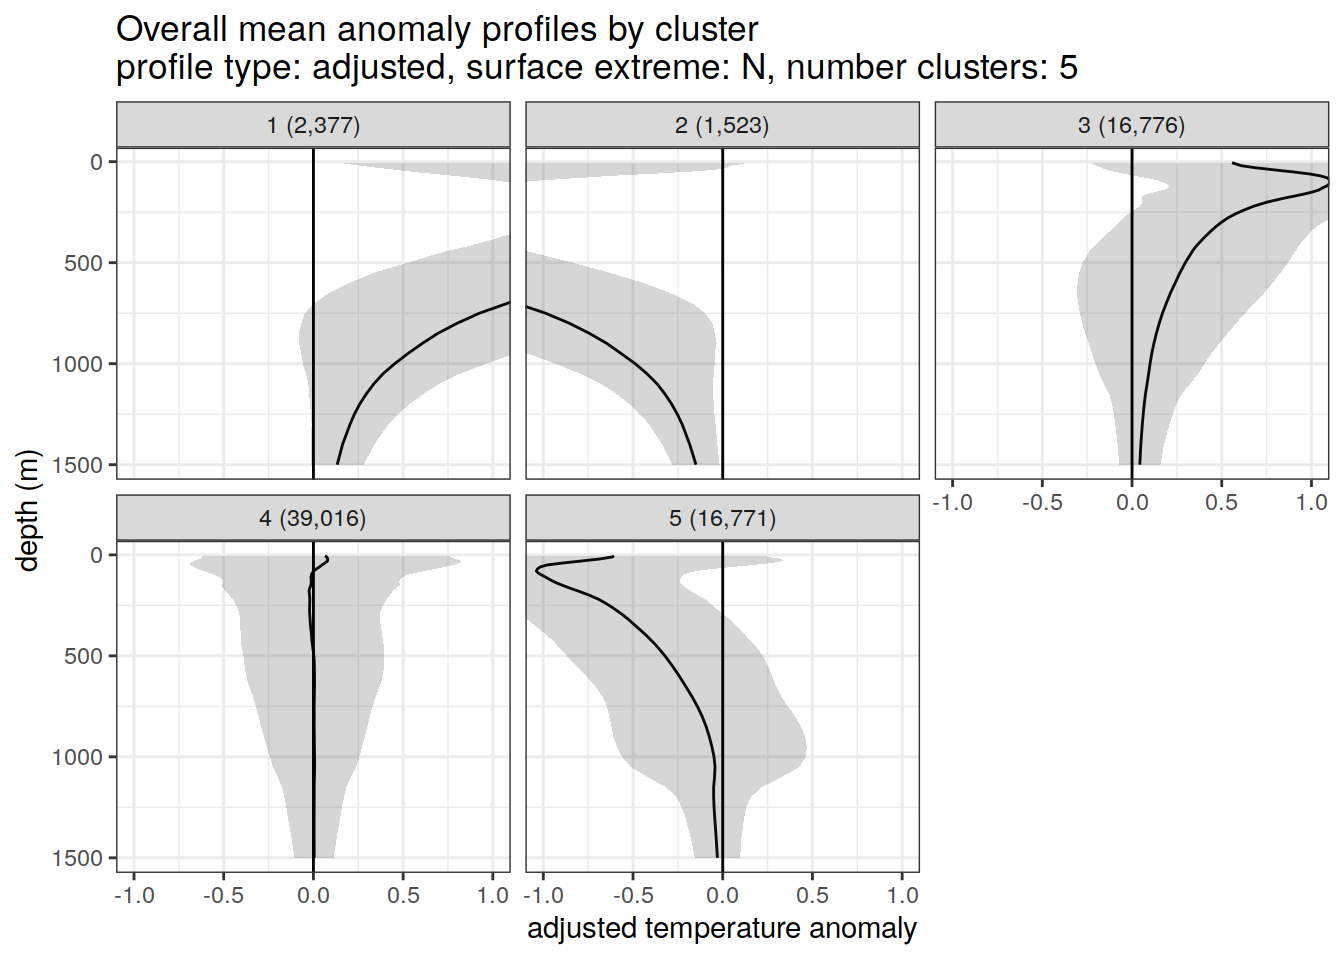 Overall mean anomaly profiles by cluster
profile type: adjusted, surface extreme: N, number clusters: 5
1 (2,377)
2 (1,523)
3 (16,776)
0
500
1000
1500
-1.0 -0.5 0.0 0.5 1.0
4 (39,016)
5 (16,771)
0
500
1000
1500
-1.0 -0.5 0.0 0.5 1.0
-1.0 -0.5 0.0 0.5 1.0
depth (m)
adjusted temperature anomaly